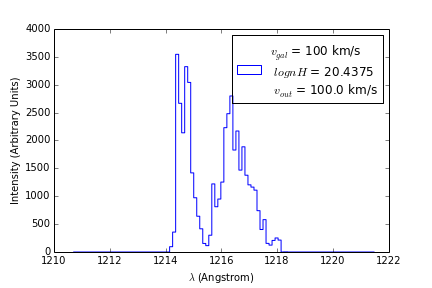 4000
3500
3000
2500
2000
1500
1000
500
0
Intensity (Arbitrary Units)
v_gal = 100 km/s
lognH = 20.4375
v_out = 100.0 km/s
1210 1212 1214 1216 1218 1220 1222
λ (Angstrom)